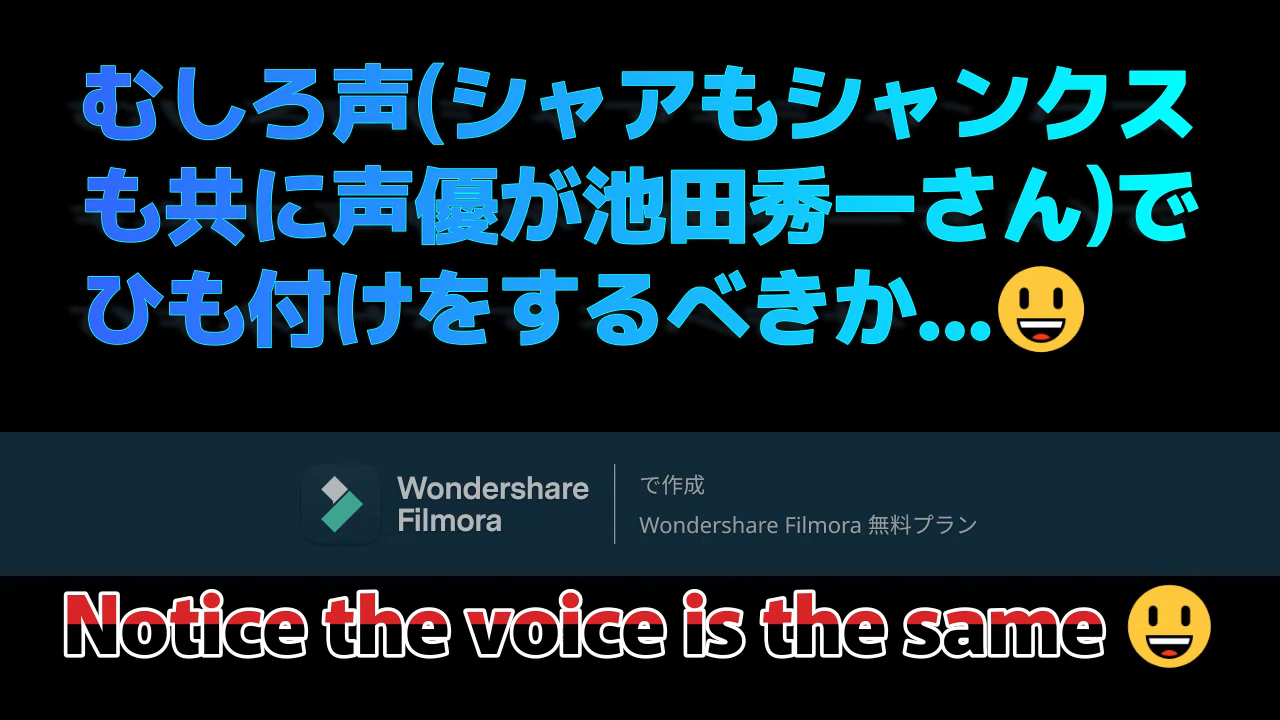 むしろ声(シャアもシャンクス
も共に声優が池田秀一さん)で
ひも付けをするべきか...😃
Wondershare
Filmora
で作成
Wondershare Filmora 無料プラン
Notice the voice is the same 😃